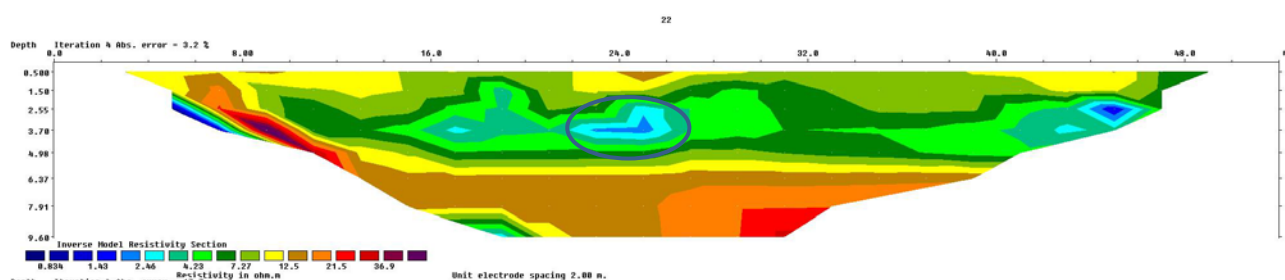 22
Depth Iteration 4 Abs. error = 3.2 %
0.0 8.00 16.0 24.0 32.0 40.0 48.0 m
0.500
1.50
2.55
3.70
4.98
6.37
7.91
9.60
Inverse Model Resistivity Section
0.834 1.43 2.46 4.23 7.27 12.5 21.5 36.9
Resistivity in ohm.m Unit electrode spacing 2.00 m.